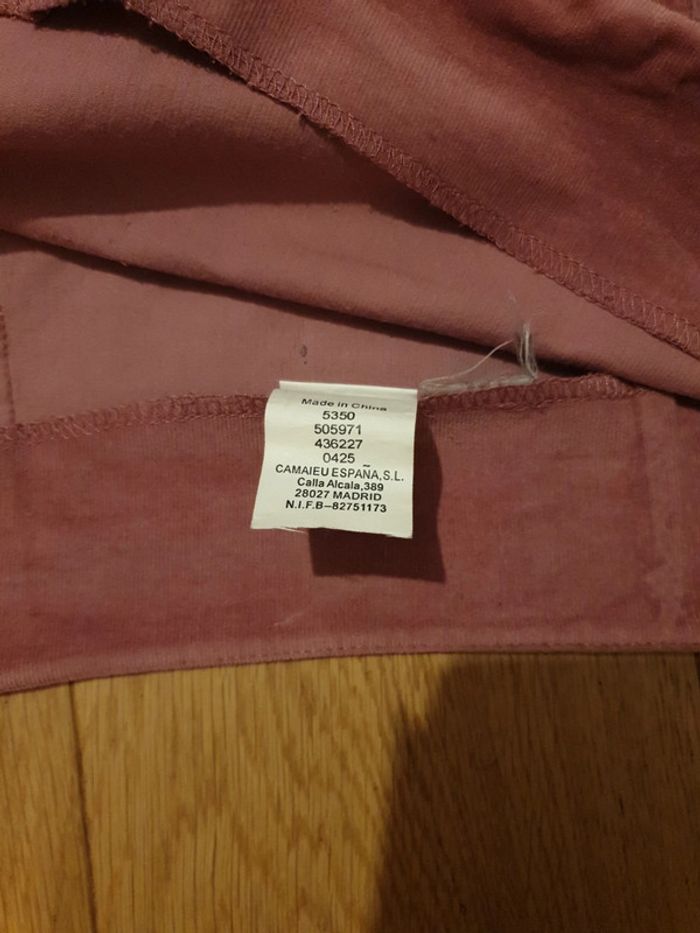 Made in China
5350
505971
436227
0425
CAMAIEU ESPAÑA,S.L.
Calla Alcala,389
28027 MADRID
N.I.F.B-82751173